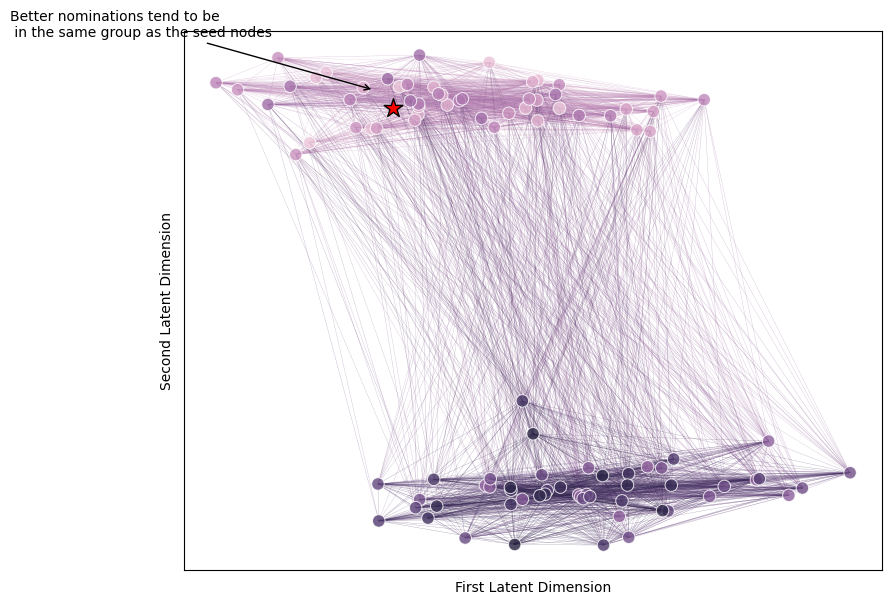 Better nominations tend to be
in the same group as the seed nodes
Second Latent Dimension
First Latent Dimension